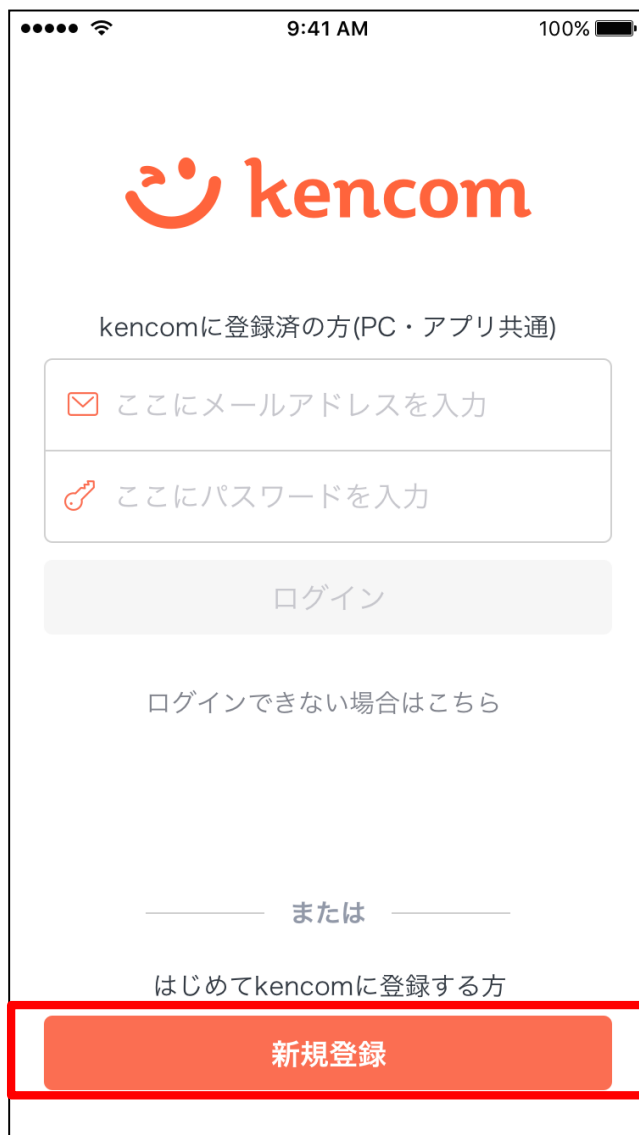 9:41 AM
100%
kencom
kencomに登録済の方(PC・アプリ共通)
ここにメールアドレスを入力
ここにパスワードを入力
ログイン
ログインできない場合はこちら
または
はじめてkencomに登録する方
新規登録